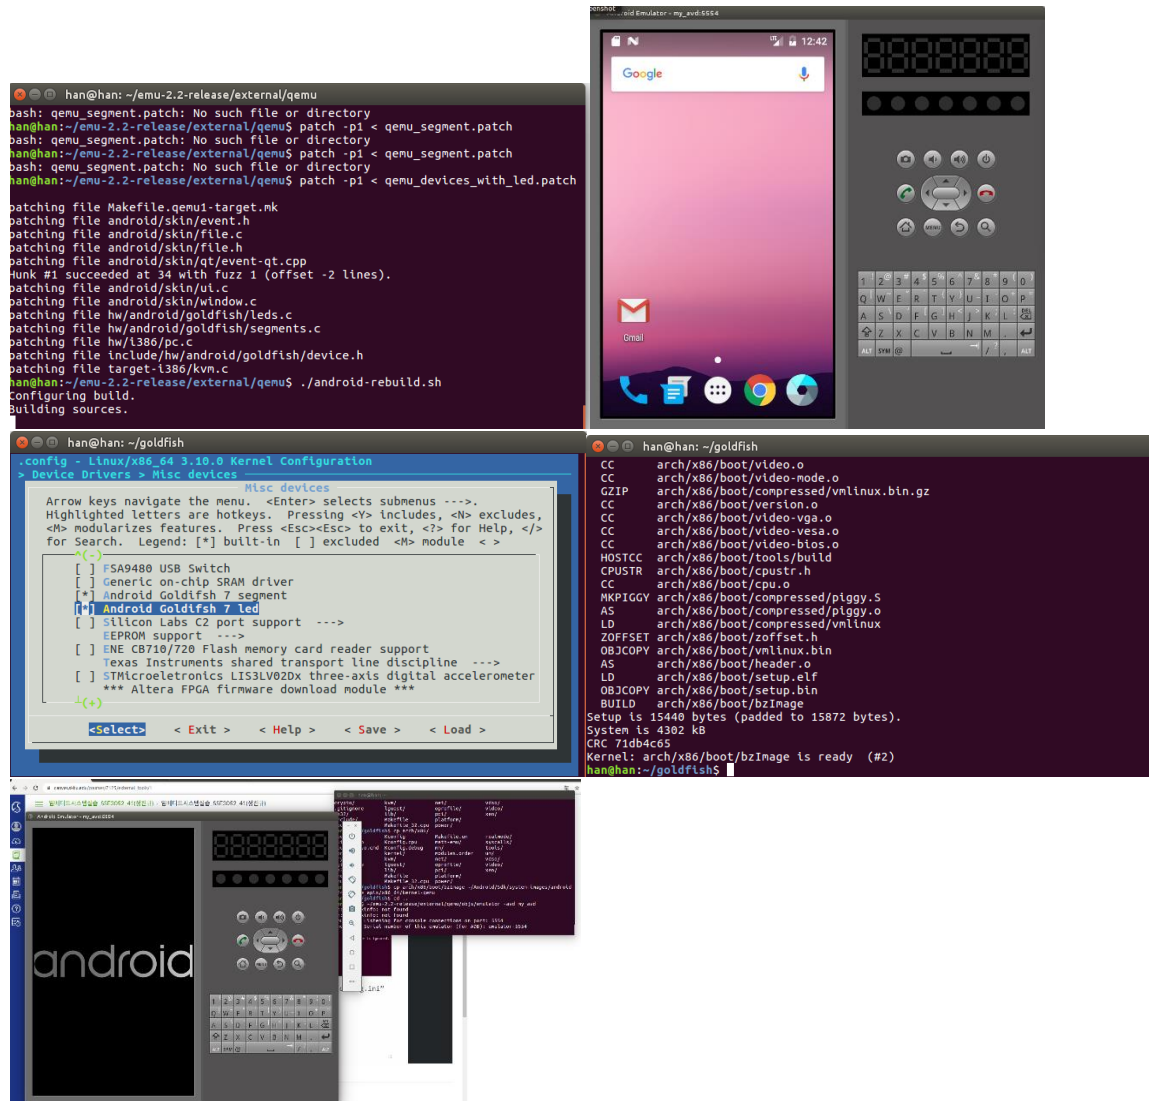 han@han: ~/emu-2.2-release/external/qemu
bash: qemu_segment.patch: No such file or directory
han@han:~/emu-2.2-release/external/qemu$ patch -p1 < qemu_segment.patch
bash: qemu_segment.patch: No such file or directory
han@han:~/emu-2.2-release/external/qemu$ patch -p1 < qemu_segment.patch
bash: qemu_segment.patch: No such file or directory
han@han:~/emu-2.2-release/external/qemu$ patch -p1 < qemu_devices_with_led.patch
patching file Makefile.qemu1-target.mk
patching file android/skin/event.h
patching file android/skin/file.c
patching file android/skin/file.h
patching file android/skin/qt/event-qt.cpp
Hunk #1 succeeded at 34 with fuzz 1 (offset -2 lines).
patching file android/skin/ui.c
patching file android/skin/window.c
patching file hw/android/goldfish/leds.c
patching file hw/android/goldfish/segments.c
patching file hw/i386/pc.c
patching file include/hw/android/goldfish/device.h
patching file target-i386/kvm.c
han@han:~/emu-2.2-release/external/qemu$ ./android-rebuild.sh
Configuring build.
Building sources.
Android Emulator - my_avd:5554
12:42
Google
Gmail
MENU
1 2 3 4 5 6 7 8 9 0
Q W E R T Y U I O P
A S D F G H J K L DEL
Z X C V B N M .
ALT SYM @ / , ALT
han@han: ~/goldfish
.config - Linux/x86_64 3.10.0 Kernel Configuration
> Device Drivers > Misc devices
Misc devices
Arrow keys navigate the menu. <Enter> selects submenus --->.
Highlighted letters are hotkeys. Pressing <Y> includes, <N> excludes,
<M> modularizes features. Press <Esc><Esc> to exit, <?> for Help, </>
for Search. Legend: [*] built-in [ ] excluded <M> module < >
^(-)
[ ] FSA9480 USB Switch
[ ] Generic on-chip SRAM driver
[*] Android Goldifsh 7 segment
[*] Android Goldifsh 7 led
[ ] Silicon Labs C2 port support --->
EEPROM support --->
[ ] ENE CB710/720 Flash memory card reader support
Texas Instruments shared transport line discipline --->
[ ] STMicroeletronics LIS3LV02Dx three-axis digital accelerometer
*** Altera FPGA firmware download module ***
(+)
<Select> < Exit > < Help > < Save > < Load >
han@han: ~/goldfish
CC arch/x86/boot/video.o
CC arch/x86/boot/video-mode.o
GZIP arch/x86/boot/compressed/vmlinux.bin.gz
CC arch/x86/boot/version.o
CC arch/x86/boot/video-vga.o
CC arch/x86/boot/video-vesa.o
CC arch/x86/boot/video-bios.o
HOSTCC arch/x86/boot/tools/build
CPUSTR arch/x86/boot/cpustr.h
CC arch/x86/boot/cpu.o
MKPIGGY arch/x86/boot/compressed/piggy.S
AS arch/x86/boot/compressed/piggy.o
LD arch/x86/boot/compressed/vmlinux
ZOFFSET arch/x86/boot/zoffset.h
OBJCOPY arch/x86/boot/vmlinux.bin
AS arch/x86/boot/header.o
LD arch/x86/boot/setup.elf
OBJCOPY arch/x86/boot/setup.bin
BUILD arch/x86/boot/bzImage
Setup is 15440 bytes (padded to 15872 bytes).
System is 4302 kB
CRC 71db4c65
Kernel: arch/x86/boot/bzImage is ready (#2)
han@han:~/goldfish$
Android Emulator - my_avd:5554
android